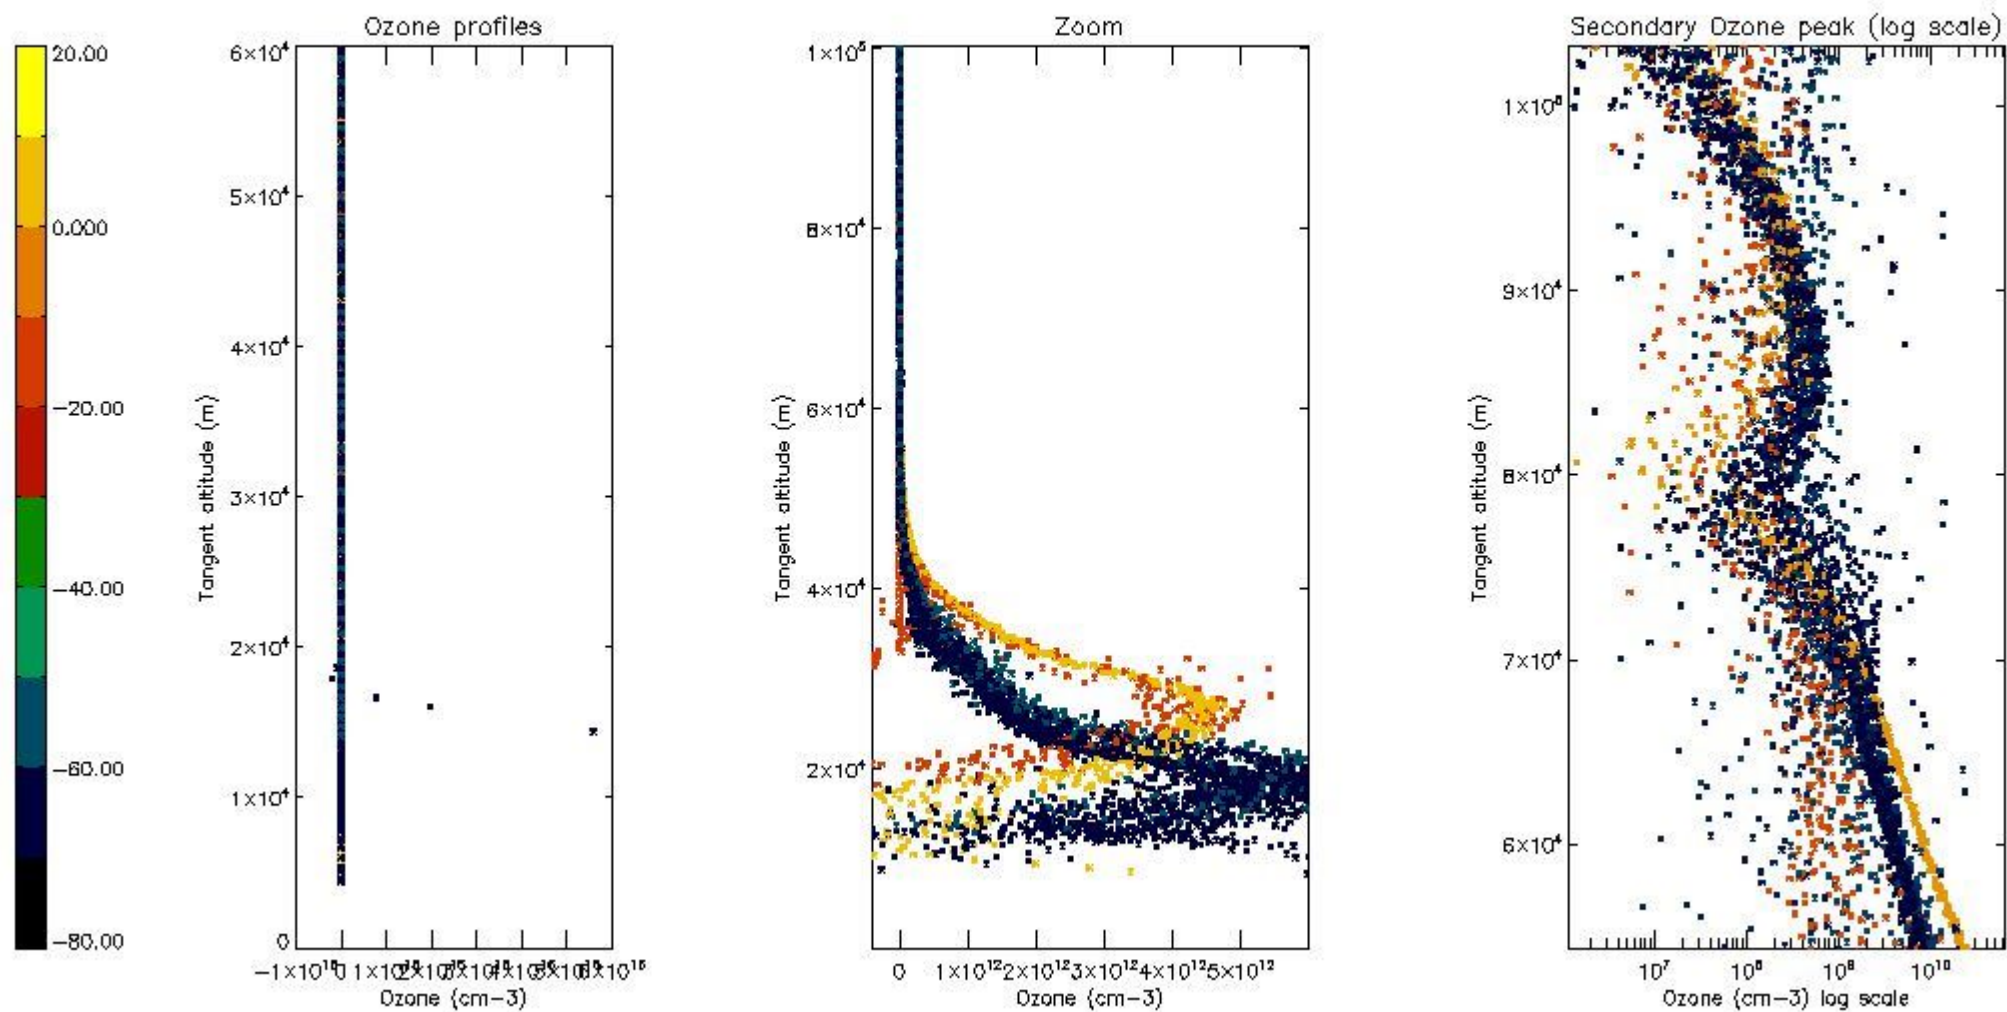 Ozone profiles
Zoom
Secondary Ozone peak (log scale)
20.00
0.000
−20.00
−40.00
−60.00
−80.00
6×10⁴
5×10⁴
4×10⁴
3×10⁴
2×10⁴
1×10⁴
0
Tangent altitude (m)
0
Ozone (cm−3)
1×10⁵
8×10⁴
6×10⁴
4×10⁴
2×10⁴
Tangent altitude (m)
0 1×10¹² 2×10¹² 3×10¹² 4×10¹² 5×10¹²
Ozone (cm−3)
9×10⁴
8×10⁴
7×10⁴
6×10⁴
Tangent altitude (m)
10⁷ 10⁸ 10⁹ 10¹⁰
Ozone (cm−3) log scale